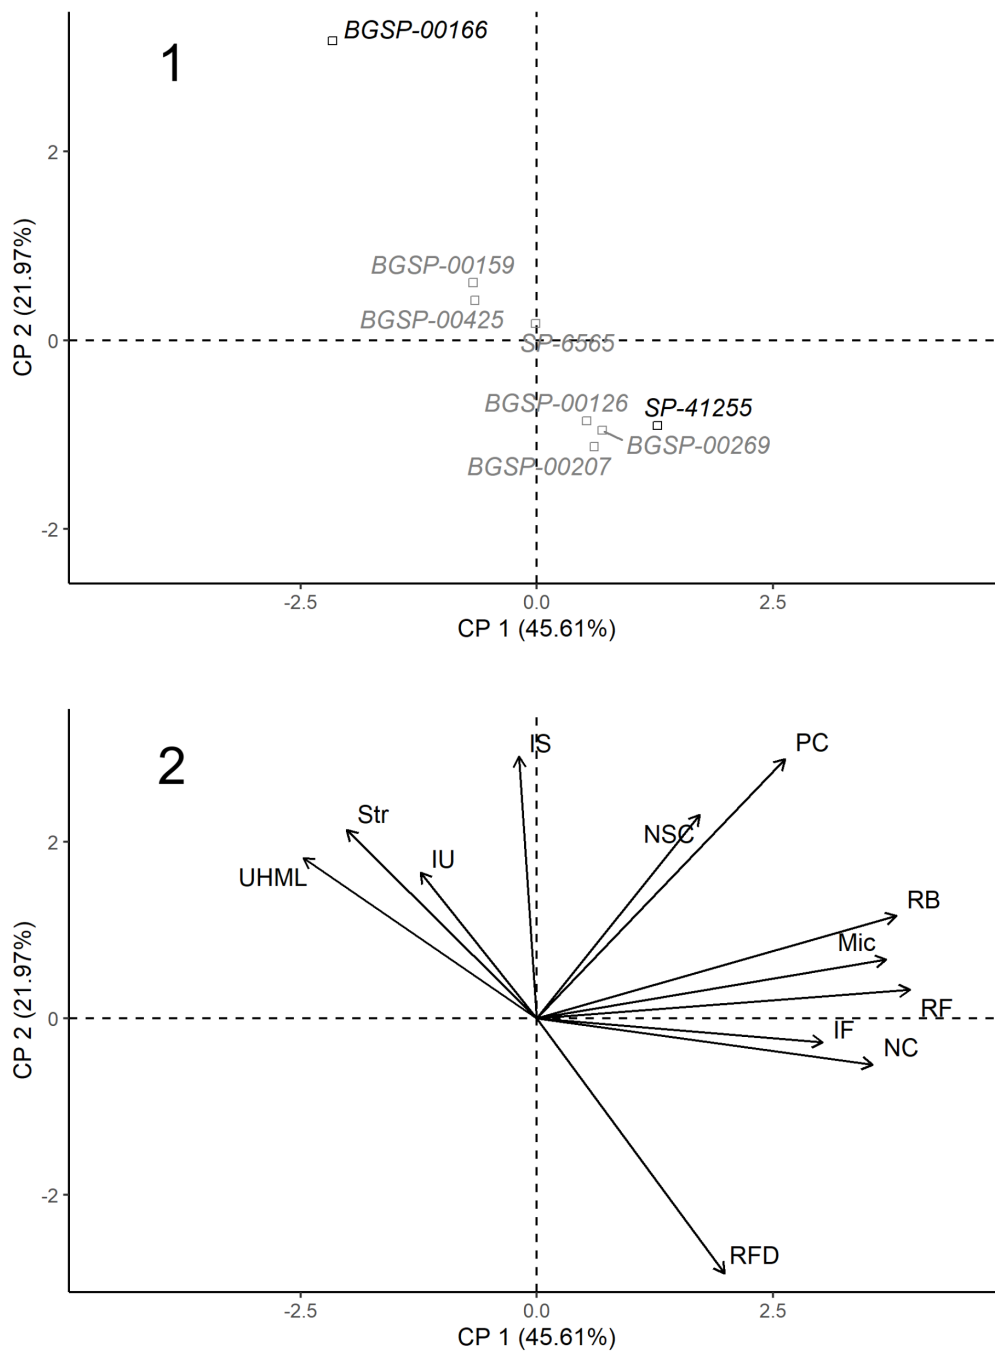 1
BGSP-00166
2
BGSP-00159
BGSP-00425
SP-6565
0
BGSP-00126
SP-41255
BGSP-00269
BGSP-00207
-2
CP 2 (21.97%)
-2.5
0.0
2.5
CP 1 (45.61%)
2
IS
PC
Str
NSC
IU
UHML
2
RB
Mic
RF
IF
NC
0
-2
RFD
CP 2 (21.97%)
-2.5
0.0
2.5
CP 1 (45.61%)